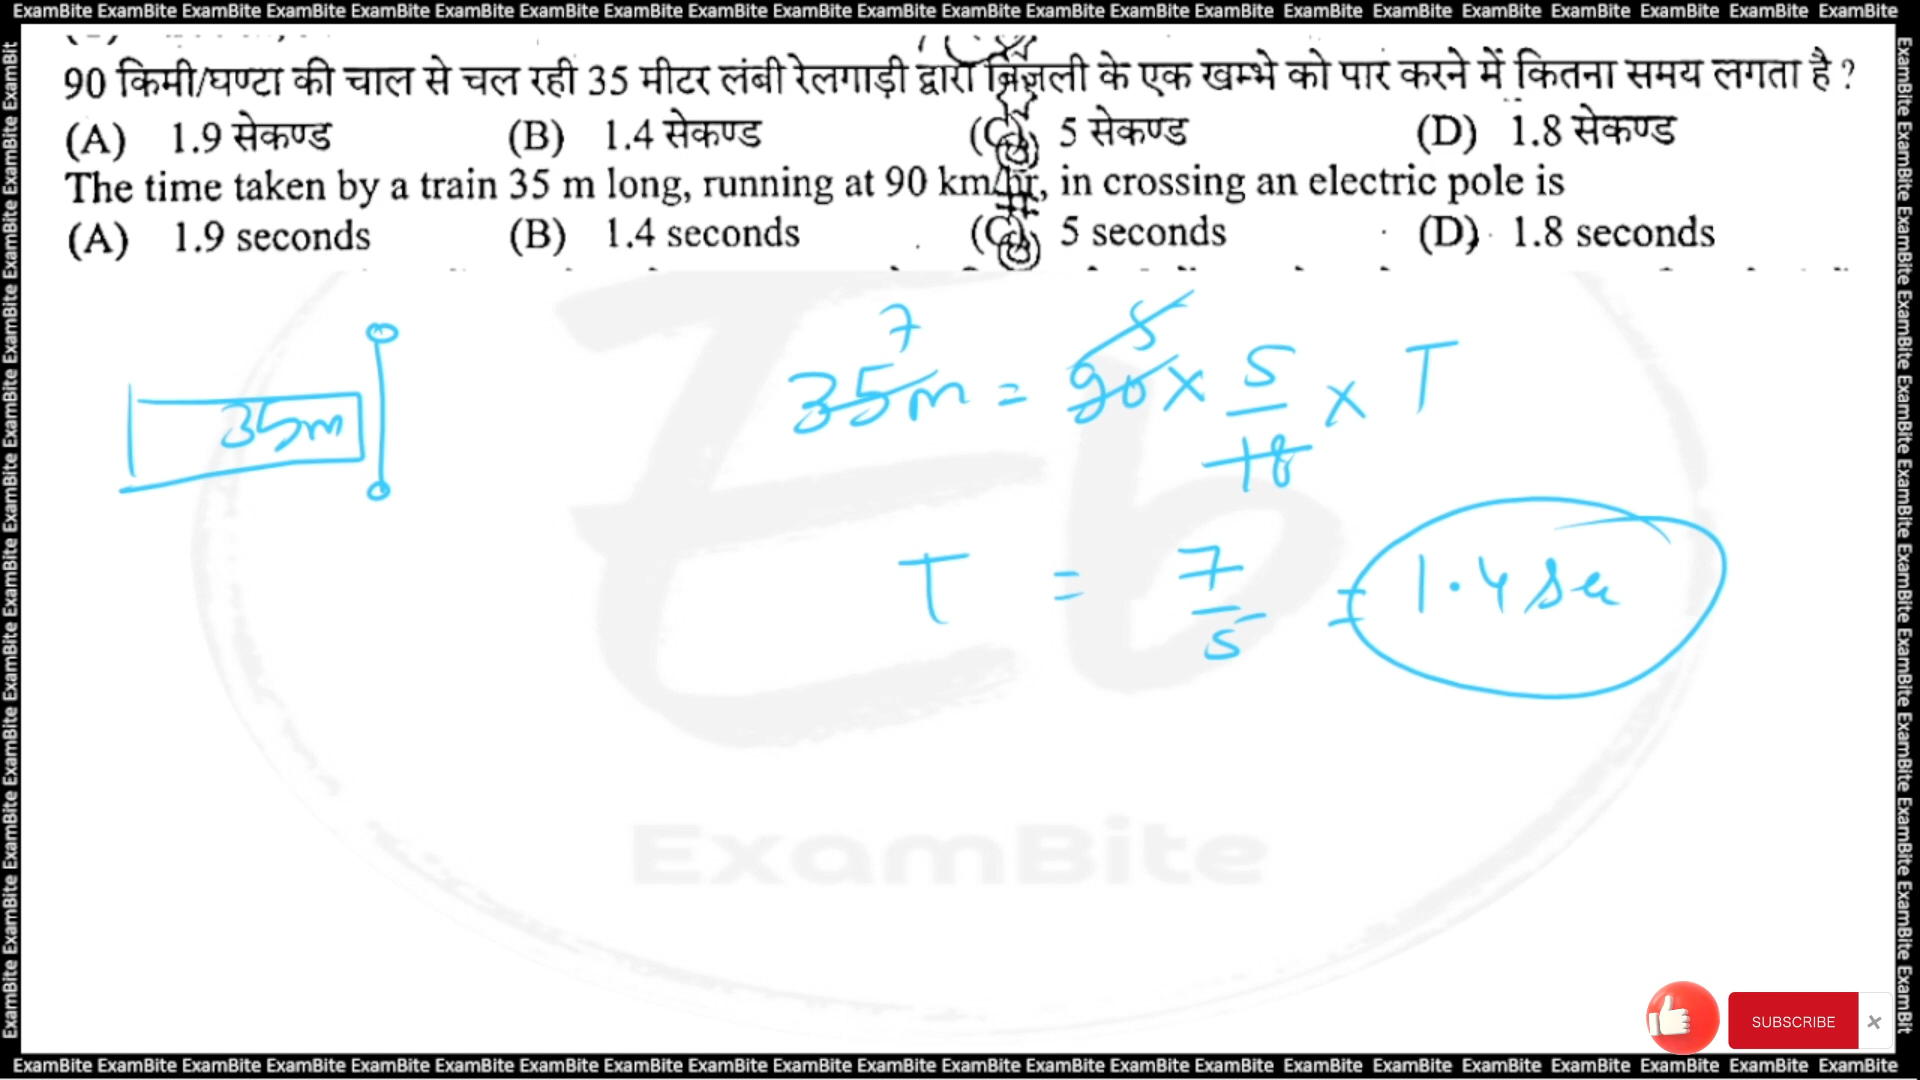 ExamBite ExamBite ExamBite ExamBite ExamBite ExamBite ExamBite ExamBite ExamBite ExamBite ExamBite ExamBite ExamBite ExamBite ExamBite ExamBite ExamBite ExamBite ExamBite ExamBite ExamBite ExamBite
90 किमी/घण्टा की चाल से चल रही 35 मीटर लंबी रेलगाड़ी द्वारा बिजली के एक खम्भे को पार करने में कितना समय लगता है ?
(A) 1.9 सेकण्ड (B) 1.4 सेकण्ड (C) 5 सेकण्ड (D) 1.8 सेकण्ड
The time taken by a train 35 m long, running at 90 km/hr, in crossing an electric pole is
(A) 1.9 seconds (B) 1.4 seconds (C) 5 seconds (D) 1.8 seconds
35m
7 5
35m = 90 × 5/18 × T
T = 7/5 = 1.4 sec
Eb
ExamBite
SUBSCRIBE
ExamBite ExamBite ExamBite ExamBite ExamBite ExamBite ExamBite ExamBite ExamBite ExamBite ExamBite ExamBite ExamBite ExamBite ExamBite ExamBite ExamBite ExamBite ExamBite ExamBite ExamBite ExamBite